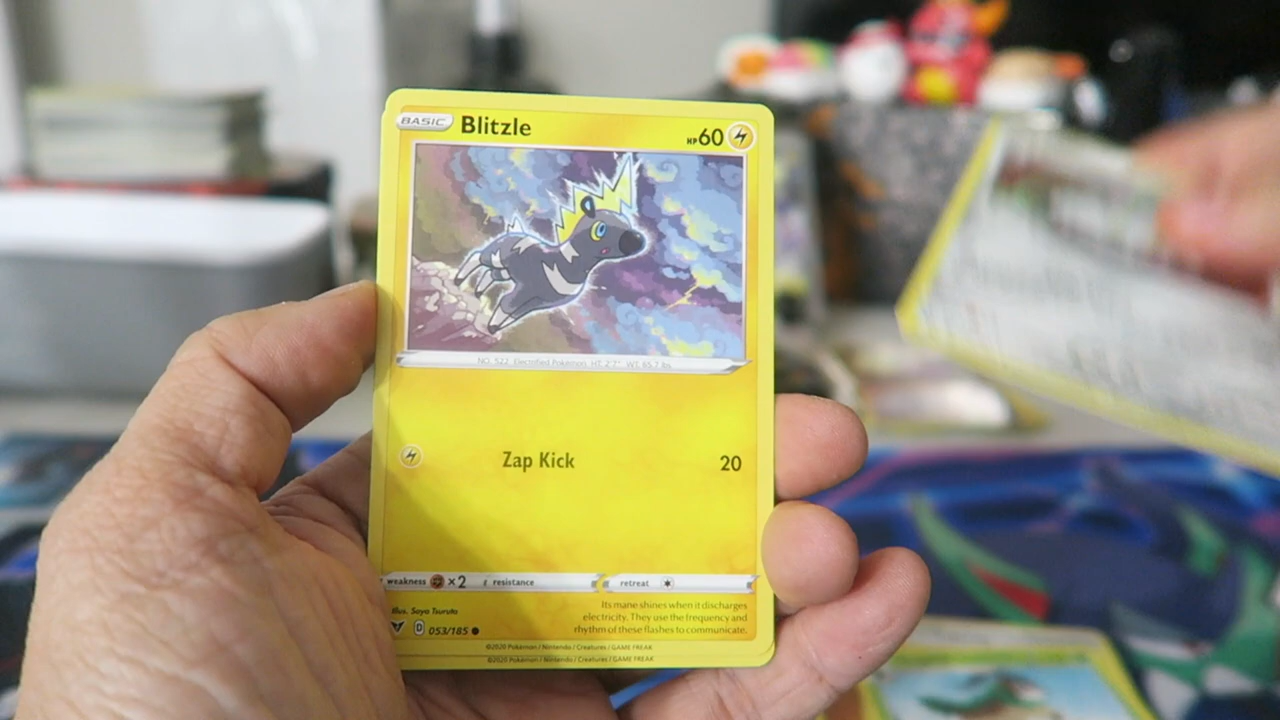 BASIC Blitzle HP60
NO. 522 Electrified Pokémon HT: 2'7" WT: 65.7 lbs.
Zap Kick 20
weakness ×2 resistance retreat
Illus. Saya Tsuruta
Its mane shines when it discharges
electricity. They use the frequency and
rhythm of these flashes to communicate.
D 053/185
©2020 Pokémon / Nintendo / Creatures / GAME FREAK
©2020 Pokémon / Nintendo / Creatures / GAME FREAK